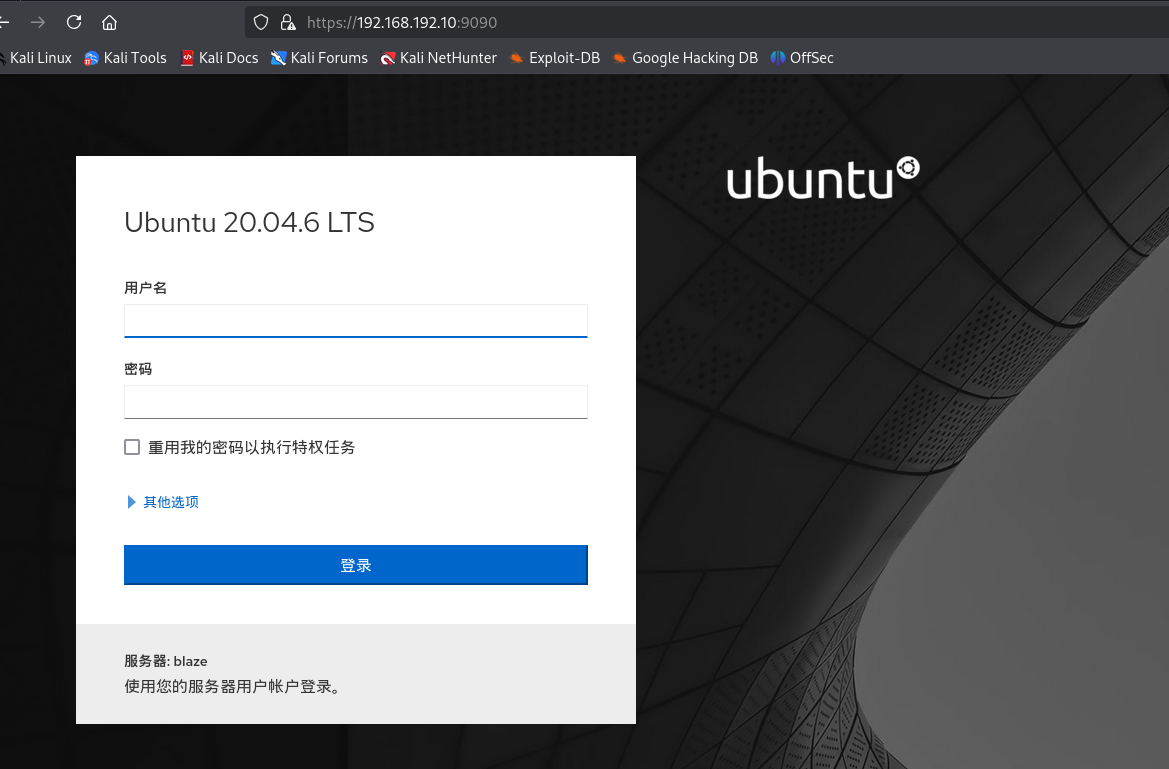 https://192.168.192.10:9090
Kali Linux Kali Tools Kali Docs Kali Forums Kali NetHunter Exploit-DB Google Hacking DB OffSec
ubuntu
Ubuntu 20.04.6 LTS
用户名
密码
重用我的密码以执行特权任务
其他选项
登录
服务器: blaze
使用您的服务器用户帐户登录。